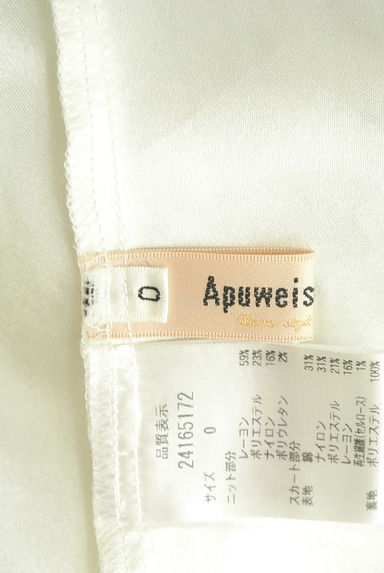 0
Apuweis
品質表示
24165172
サイズ 0
ニット部分
レーヨン 59%
ポリエステル 23%
ナイロン 16%
ポリウレタン 2%
スカート部分
表地 綿 31%
ナイロン 31%
ポリエステル 21%
レーヨン 16%
再生繊維(セルロース) 1%
裏地 ポリエステル 100%